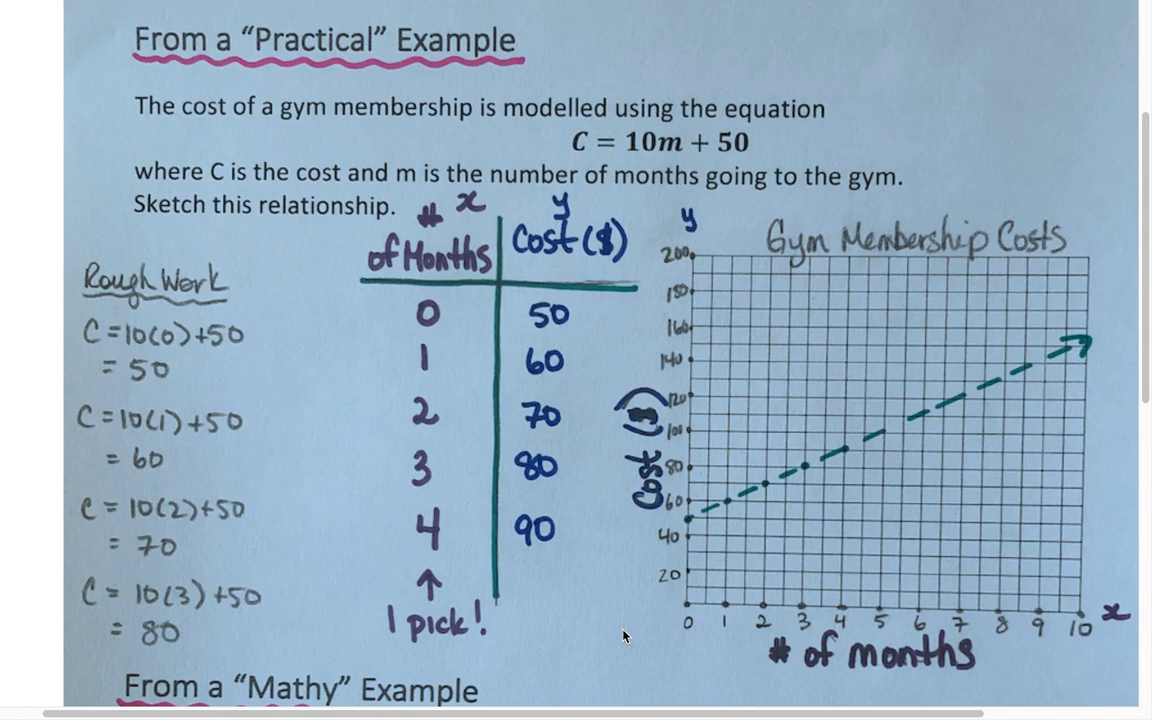 From a “Practical” Example
The cost of a gym membership is modelled using the equation
C = 10m + 50
where C is the cost and m is the number of months going to the gym.
Sketch this relationship.
Rough Work
C = 10(0) + 50
= 50
C = 10(1) + 50
= 60
C = 10(2) + 50
= 70
C = 10(3) + 50
= 80
x y
# of Months Cost ($)
0 50
1 60
2 70
3 80
4 90
↑
I pick!
y
Gym Membership Costs
200
180
160
140
120
100
80
60
40
20
Cost ($)
0 1 2 3 4 5 6 7 8 9 10 x
# of months
From a “Mathy” Example